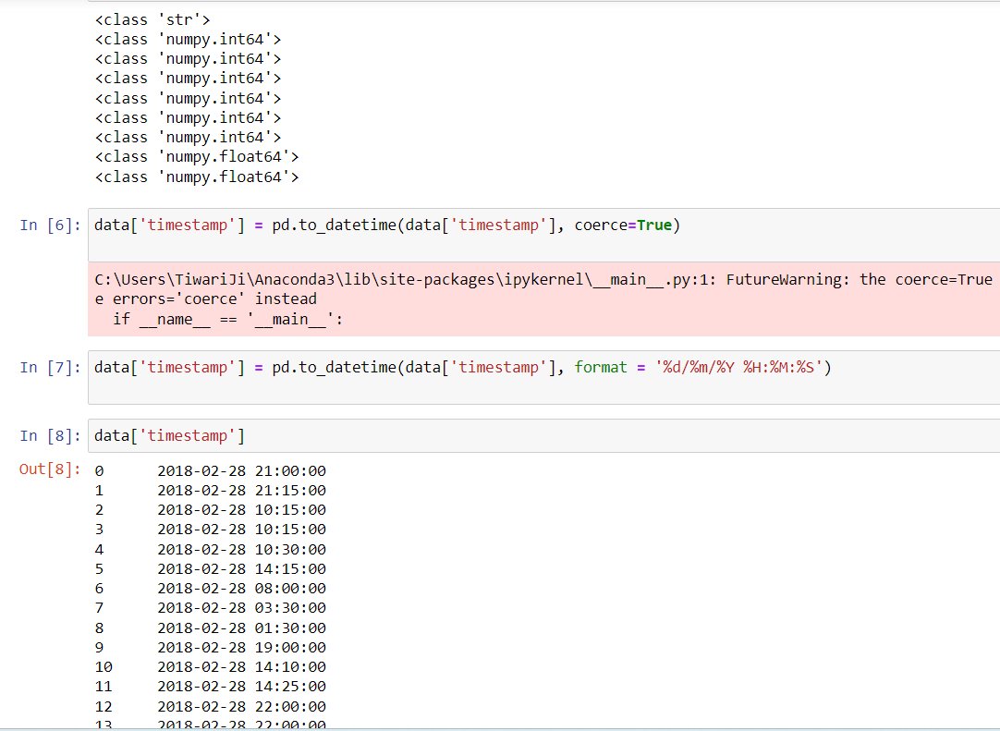 <class 'str'>
<class 'numpy.int64'>
<class 'numpy.int64'>
<class 'numpy.int64'>
<class 'numpy.int64'>
<class 'numpy.int64'>
<class 'numpy.int64'>
<class 'numpy.float64'>
<class 'numpy.float64'>
In [6]: data['timestamp'] = pd.to_datetime(data['timestamp'], coerce=True)
C:\Users\TiwariJi\Anaconda3\lib\site-packages\ipykernel\__main__.py:1: FutureWarning: the coerce=True
e errors='coerce' instead
if __name__ == '__main__':
In [7]: data['timestamp'] = pd.to_datetime(data['timestamp'], format = '%d/%m/%Y %H:%M:%S')
In [8]: data['timestamp']
Out[8]: 0 2018-02-28 21:00:00
1 2018-02-28 21:15:00
2 2018-02-28 10:15:00
3 2018-02-28 10:15:00
4 2018-02-28 10:30:00
5 2018-02-28 14:15:00
6 2018-02-28 08:00:00
7 2018-02-28 03:30:00
8 2018-02-28 01:30:00
9 2018-02-28 19:00:00
10 2018-02-28 14:10:00
11 2018-02-28 14:25:00
12 2018-02-28 22:00:00
13 2018-02-28 22:00:00